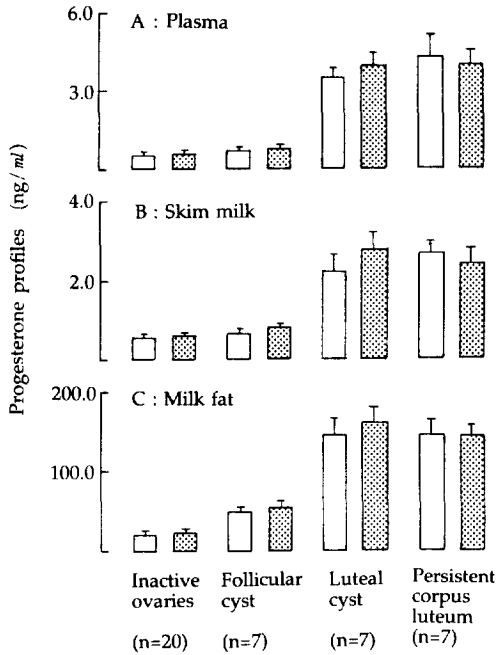 A : Plasma
6.0
3.0
B : Skim milk
4.0
2.0
C : Milk fat
200.0
100.0
Progesterone profiles (ng/ ml)
Inactive ovaries
(n=20)
Follicular cyst
(n=7)
Luteal cyst
(n=7)
Persistent corpus luteum
(n=7)